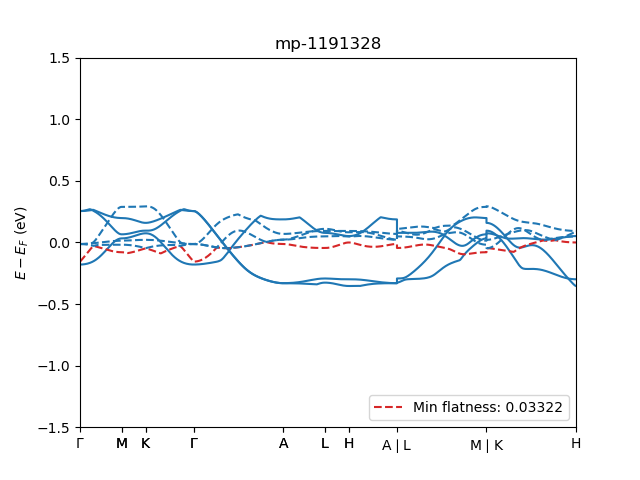 mp-1191328
E − E_F (eV)
1.5
1.0
0.5
0.0
−0.5
−1.0
−1.5
Min flatness: 0.03322
Γ M K Γ A L H A | L M | K H